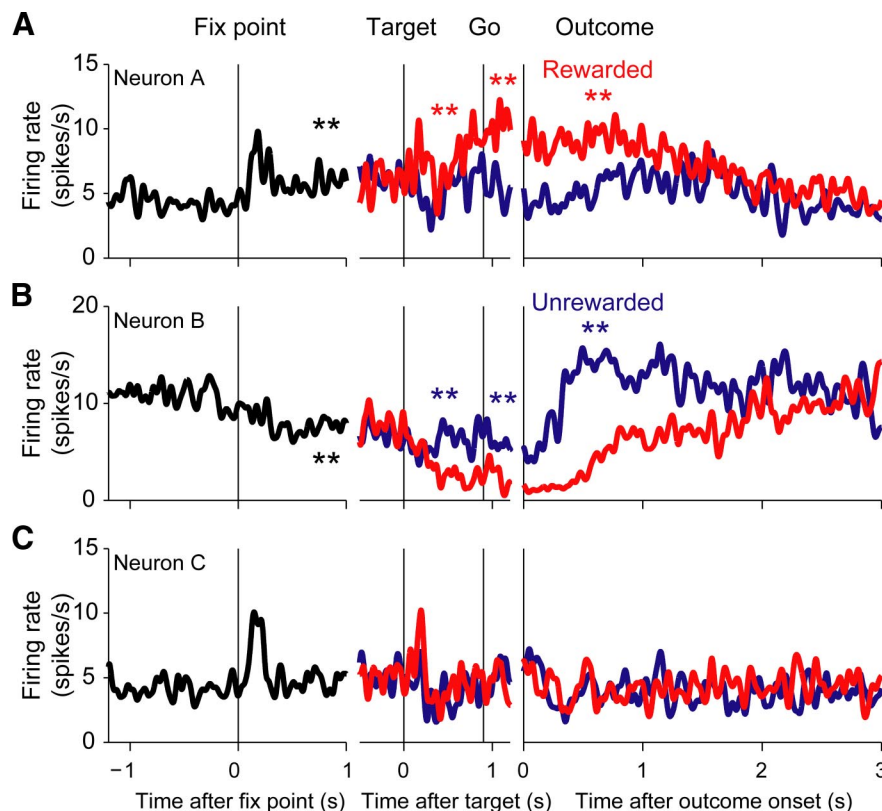 A
Fix point Target Go Outcome
15
10
5
0
Firing rate
(spikes/s)
Neuron A
**
**
**
Rewarded
**
B
20
10
0
Firing rate
(spikes/s)
Neuron B
**
**
**
Unrewarded
**
C
15
10
5
0
Firing rate
(spikes/s)
Neuron C
−1 0 1 0 1 0 1 2 3
Time after fix point (s) Time after target (s) Time after outcome onset (s)